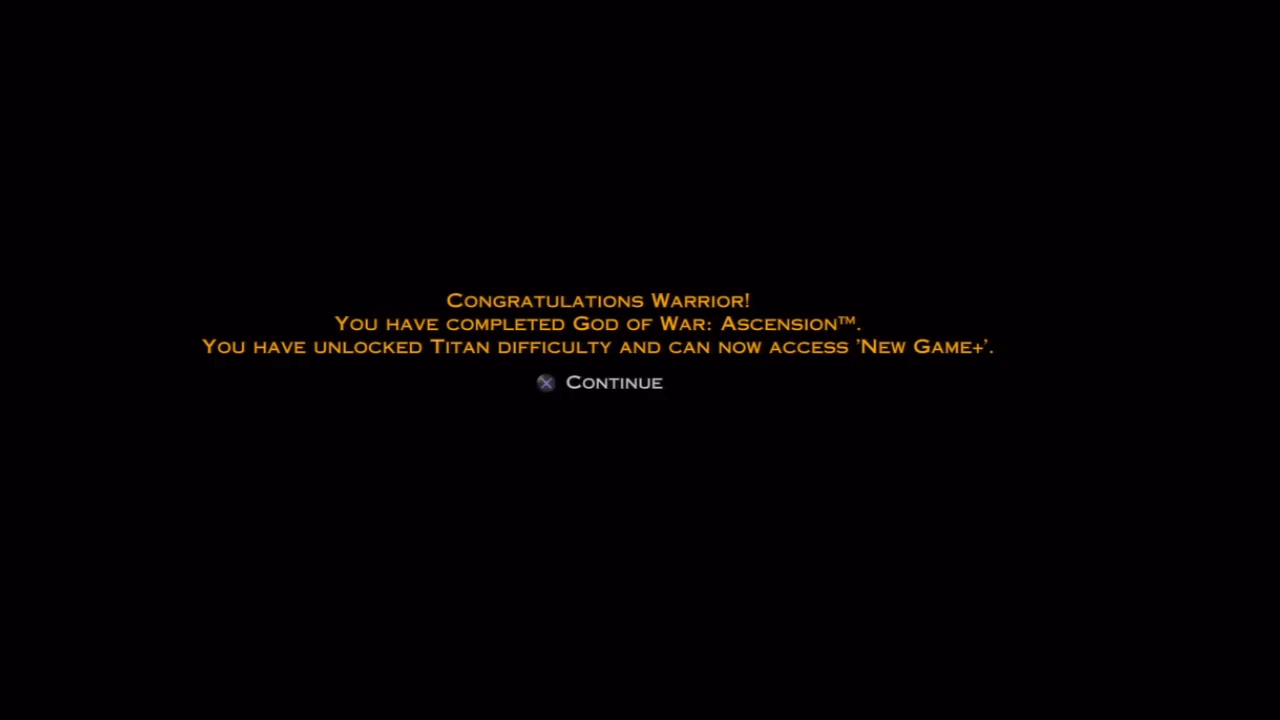 Congratulations Warrior!
You have completed God of War: Ascension™.
You have unlocked Titan difficulty and can now access 'New Game+'.
Continue